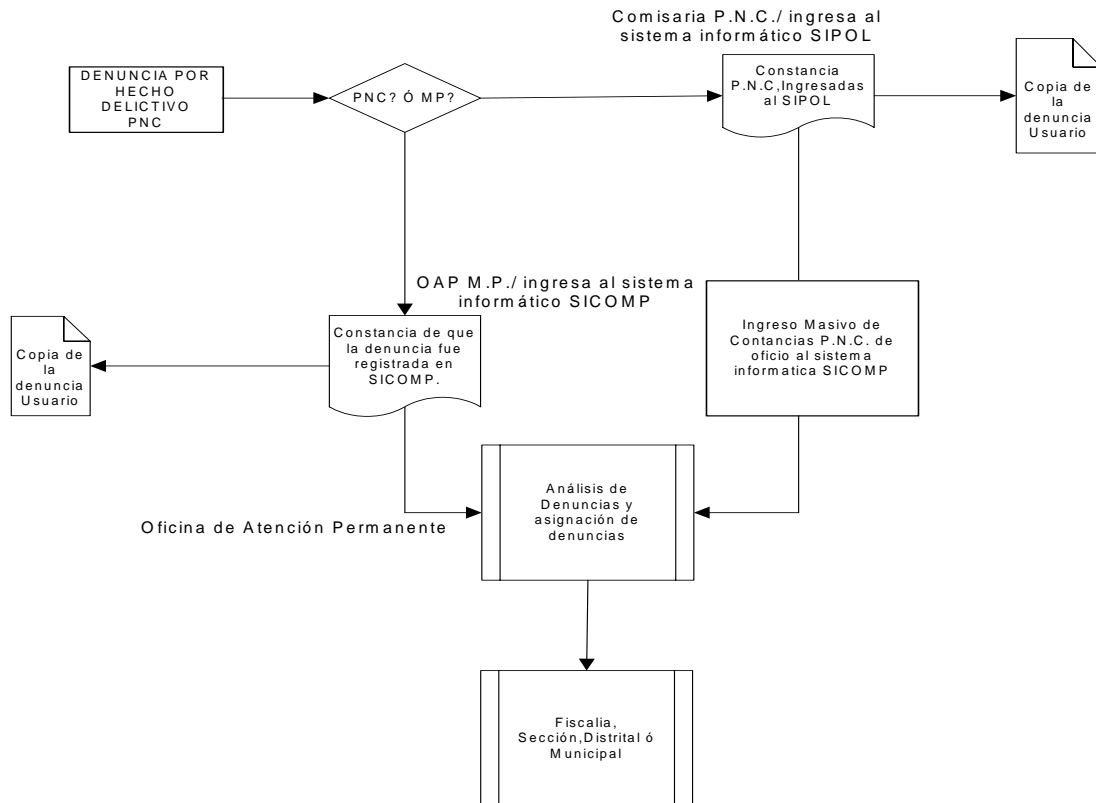 Comisaria P.N.C./ ingresa al
sistema informático SIPOL
DENUNCIA POR
HECHO
DELICTIVO
PNC
PNC? Ó MP?
Constancia
P.N.C,Ingresadas
al SIPOL
Copia de
la
denuncia
Usuario
OAP M.P./ ingresa al sistema
informático SICOMP
Constancia de que
la denuncia fue
registrada en
SICOMP.
Copia de
la
denuncia
Usuario
Ingreso Masivo de
Contancias P.N.C. de
oficio al sistema
informatica SICOMP
Oficina de Atención Permanente
Análisis de
Denuncias y
asignación de
denuncias
Fiscalia,
Sección,Distrital ó
Municipal